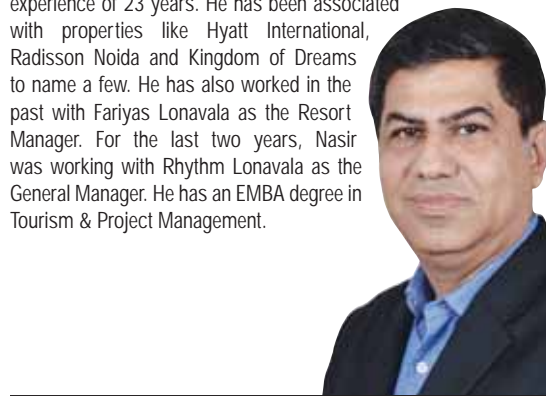 experience of 23 years. He has been associated
with properties like Hyatt International,
Radisson Noida and Kingdom of Dreams
to name a few. He has also worked in the
past with Fariyas Lonavala as the Resort
Manager. For the last two years, Nasir
was working with Rhythm Lonavala as the
General Manager. He has an EMBA degree in
Tourism & Project Management.